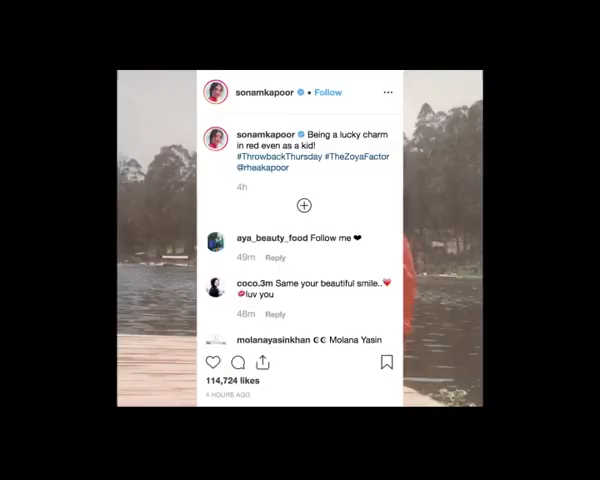 sonamkapoor • Follow
sonamkapoor Being a lucky charm
in red even as a kid!
#ThrowbackThursday #TheZoyaFactor
@rheakapoor
4h
aya_beauty_food Follow me ❤
49m Reply
coco.3m Same your beautiful smile..❤️
💋luv you
48m Reply
molanayasinkhan ☪☪ Molana Yasin
114,724 likes
4 HOURS AGO